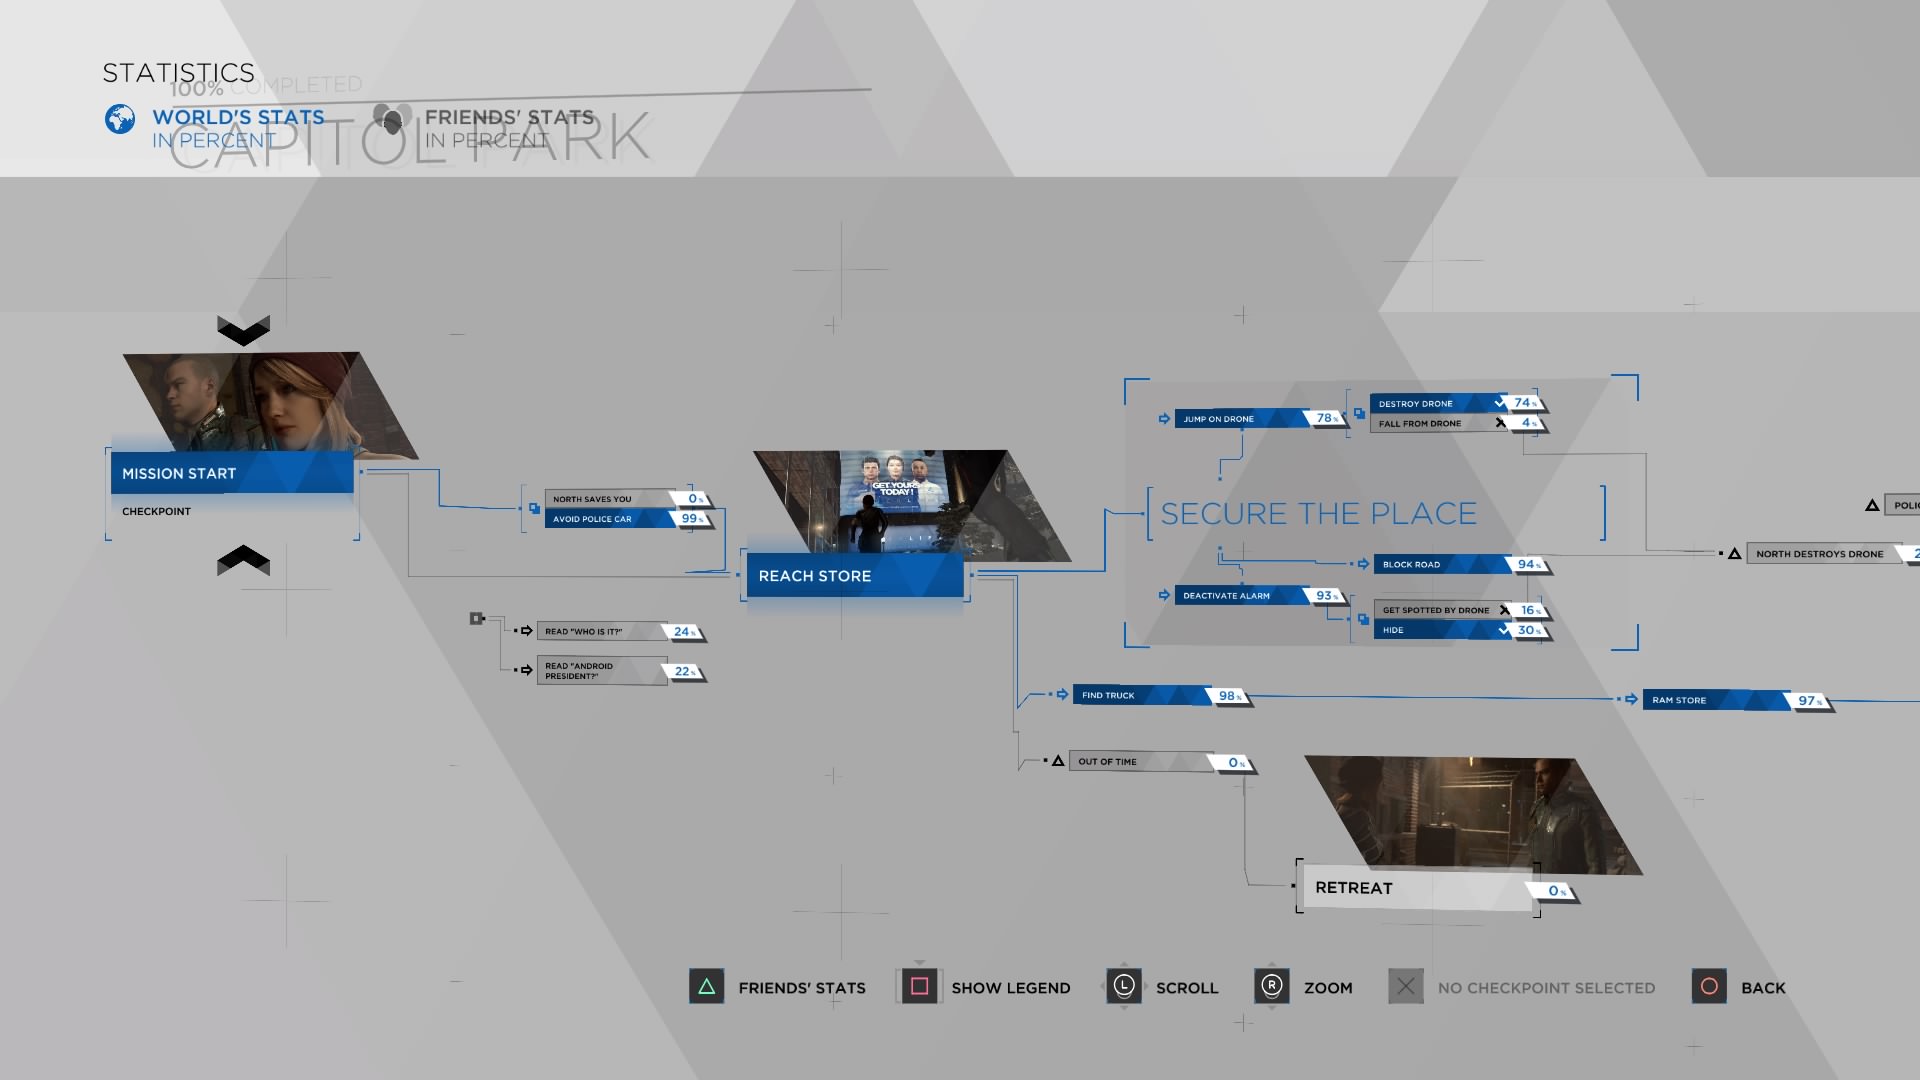 STATISTICS
100% COMPLETED
WORLD'S STATS
IN PERCENT
FRIENDS' STATS
IN PERCENT
CAPITOL PARK
MISSION START
CHECKPOINT
NORTH SAVES YOU 0%
AVOID POLICE CAR 99%
READ "WHO IS IT?" 24%
READ "ANDROID
PRESIDENT?" 22%
GET YOURS
TODAY!
REACH STORE
JUMP ON DRONE 78%
DESTROY DRONE 74%
FALL FROM DRONE 4%
SECURE THE PLACE
BLOCK ROAD 94%
DEACTIVATE ALARM 93%
GET SPOTTED BY DRONE 16%
HIDE 30%
NORTH DESTROYS DRONE 2
FIND TRUCK 98%
RAM STORE 97%
OUT OF TIME 0%
RETREAT 0%
FRIENDS' STATS
SHOW LEGEND
L SCROLL
R ZOOM
NO CHECKPOINT SELECTED
BACK